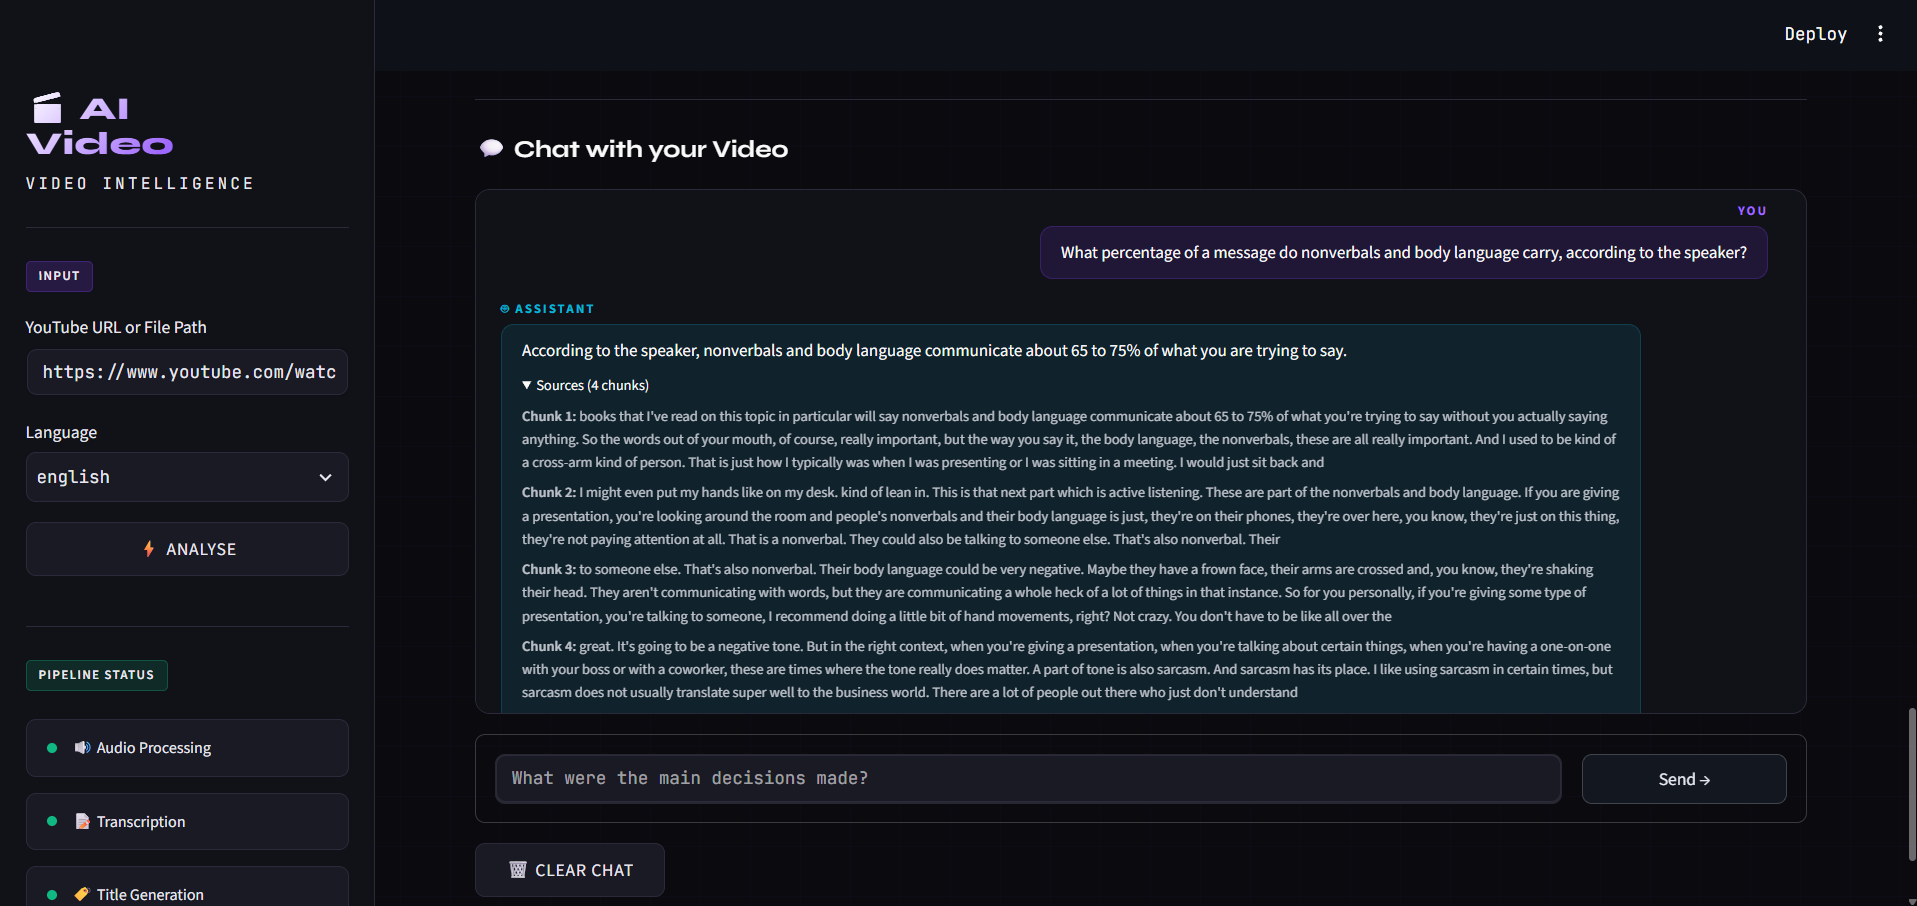 Deploy
AI
Video
VIDEO INTELLIGENCE
INPUT
YouTube URL or File Path
https://www.youtube.com/watc
Language
english
ANALYSE
PIPELINE STATUS
Audio Processing
Transcription
Title Generation
Chat with your Video
YOU
What percentage of a message do nonverbals and body language carry, according to the speaker?
ASSISTANT
According to the speaker, nonverbals and body language communicate about 65 to 75% of what you are trying to say.
▼ Sources (4 chunks)
Chunk 1: books that I've read on this topic in particular will say nonverbals and body language communicate about 65 to 75% of what you're trying to say without you actually saying
anything. So the words out of your mouth, of course, really important, but the way you say it, the body language, the nonverbals, these are all really important. And I used to be kind of
a cross-arm kind of person. That is just how I typically was when I was presenting or I was sitting in a meeting. I would just sit back and
Chunk 2: I might even put my hands like on my desk. kind of lean in. This is that next part which is active listening. These are part of the nonverbals and body language. If you are giving
a presentation, you're looking around the room and people's nonverbals and their body language is just, they're on their phones, they're over here, you know, they're just on this thing,
they're not paying attention at all. That is a nonverbal. They could also be talking to someone else. That's also nonverbal. Their
Chunk 3: to someone else. That's also nonverbal. Their body language could be very negative. Maybe they have a frown face, their arms are crossed and, you know, they're shaking
their head. They aren't communicating with words, but they are communicating a whole heck of a lot of things in that instance. So for you personally, if you're giving some type of
presentation, you're talking to someone, I recommend doing a little bit of hand movements, right? Not crazy. You don't have to be like all over the
Chunk 4: great. It's going to be a negative tone. But in the right context, when you're giving a presentation, when you're talking about certain things, when you're having a one-on-one
with your boss or with a coworker, these are times where the tone really does matter. A part of tone is also sarcasm. And sarcasm has its place. I like using sarcasm in certain times, but
sarcasm does not usually translate super well to the business world. There are a lot of people out there who just don't understand
What were the main decisions made?
Send →
CLEAR CHAT